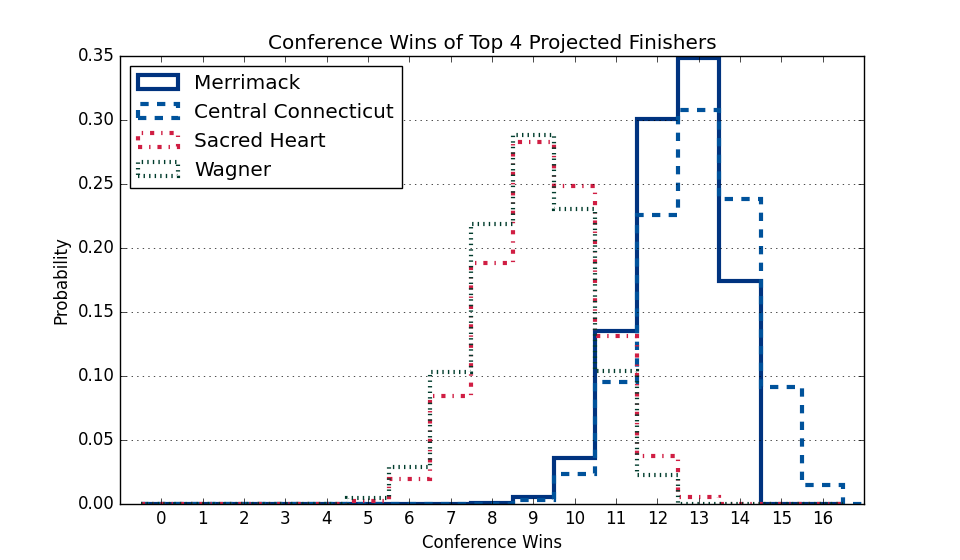 Conference Wins of Top 4 Projected Finishers
Merrimack
Central Connecticut
Sacred Heart
Wagner
Probability
0.35
0.30
0.25
0.20
0.15
0.10
0.05
0.00
0 1 2 3 4 5 6 7 8 9 10 11 12 13 14 15 16
Conference Wins